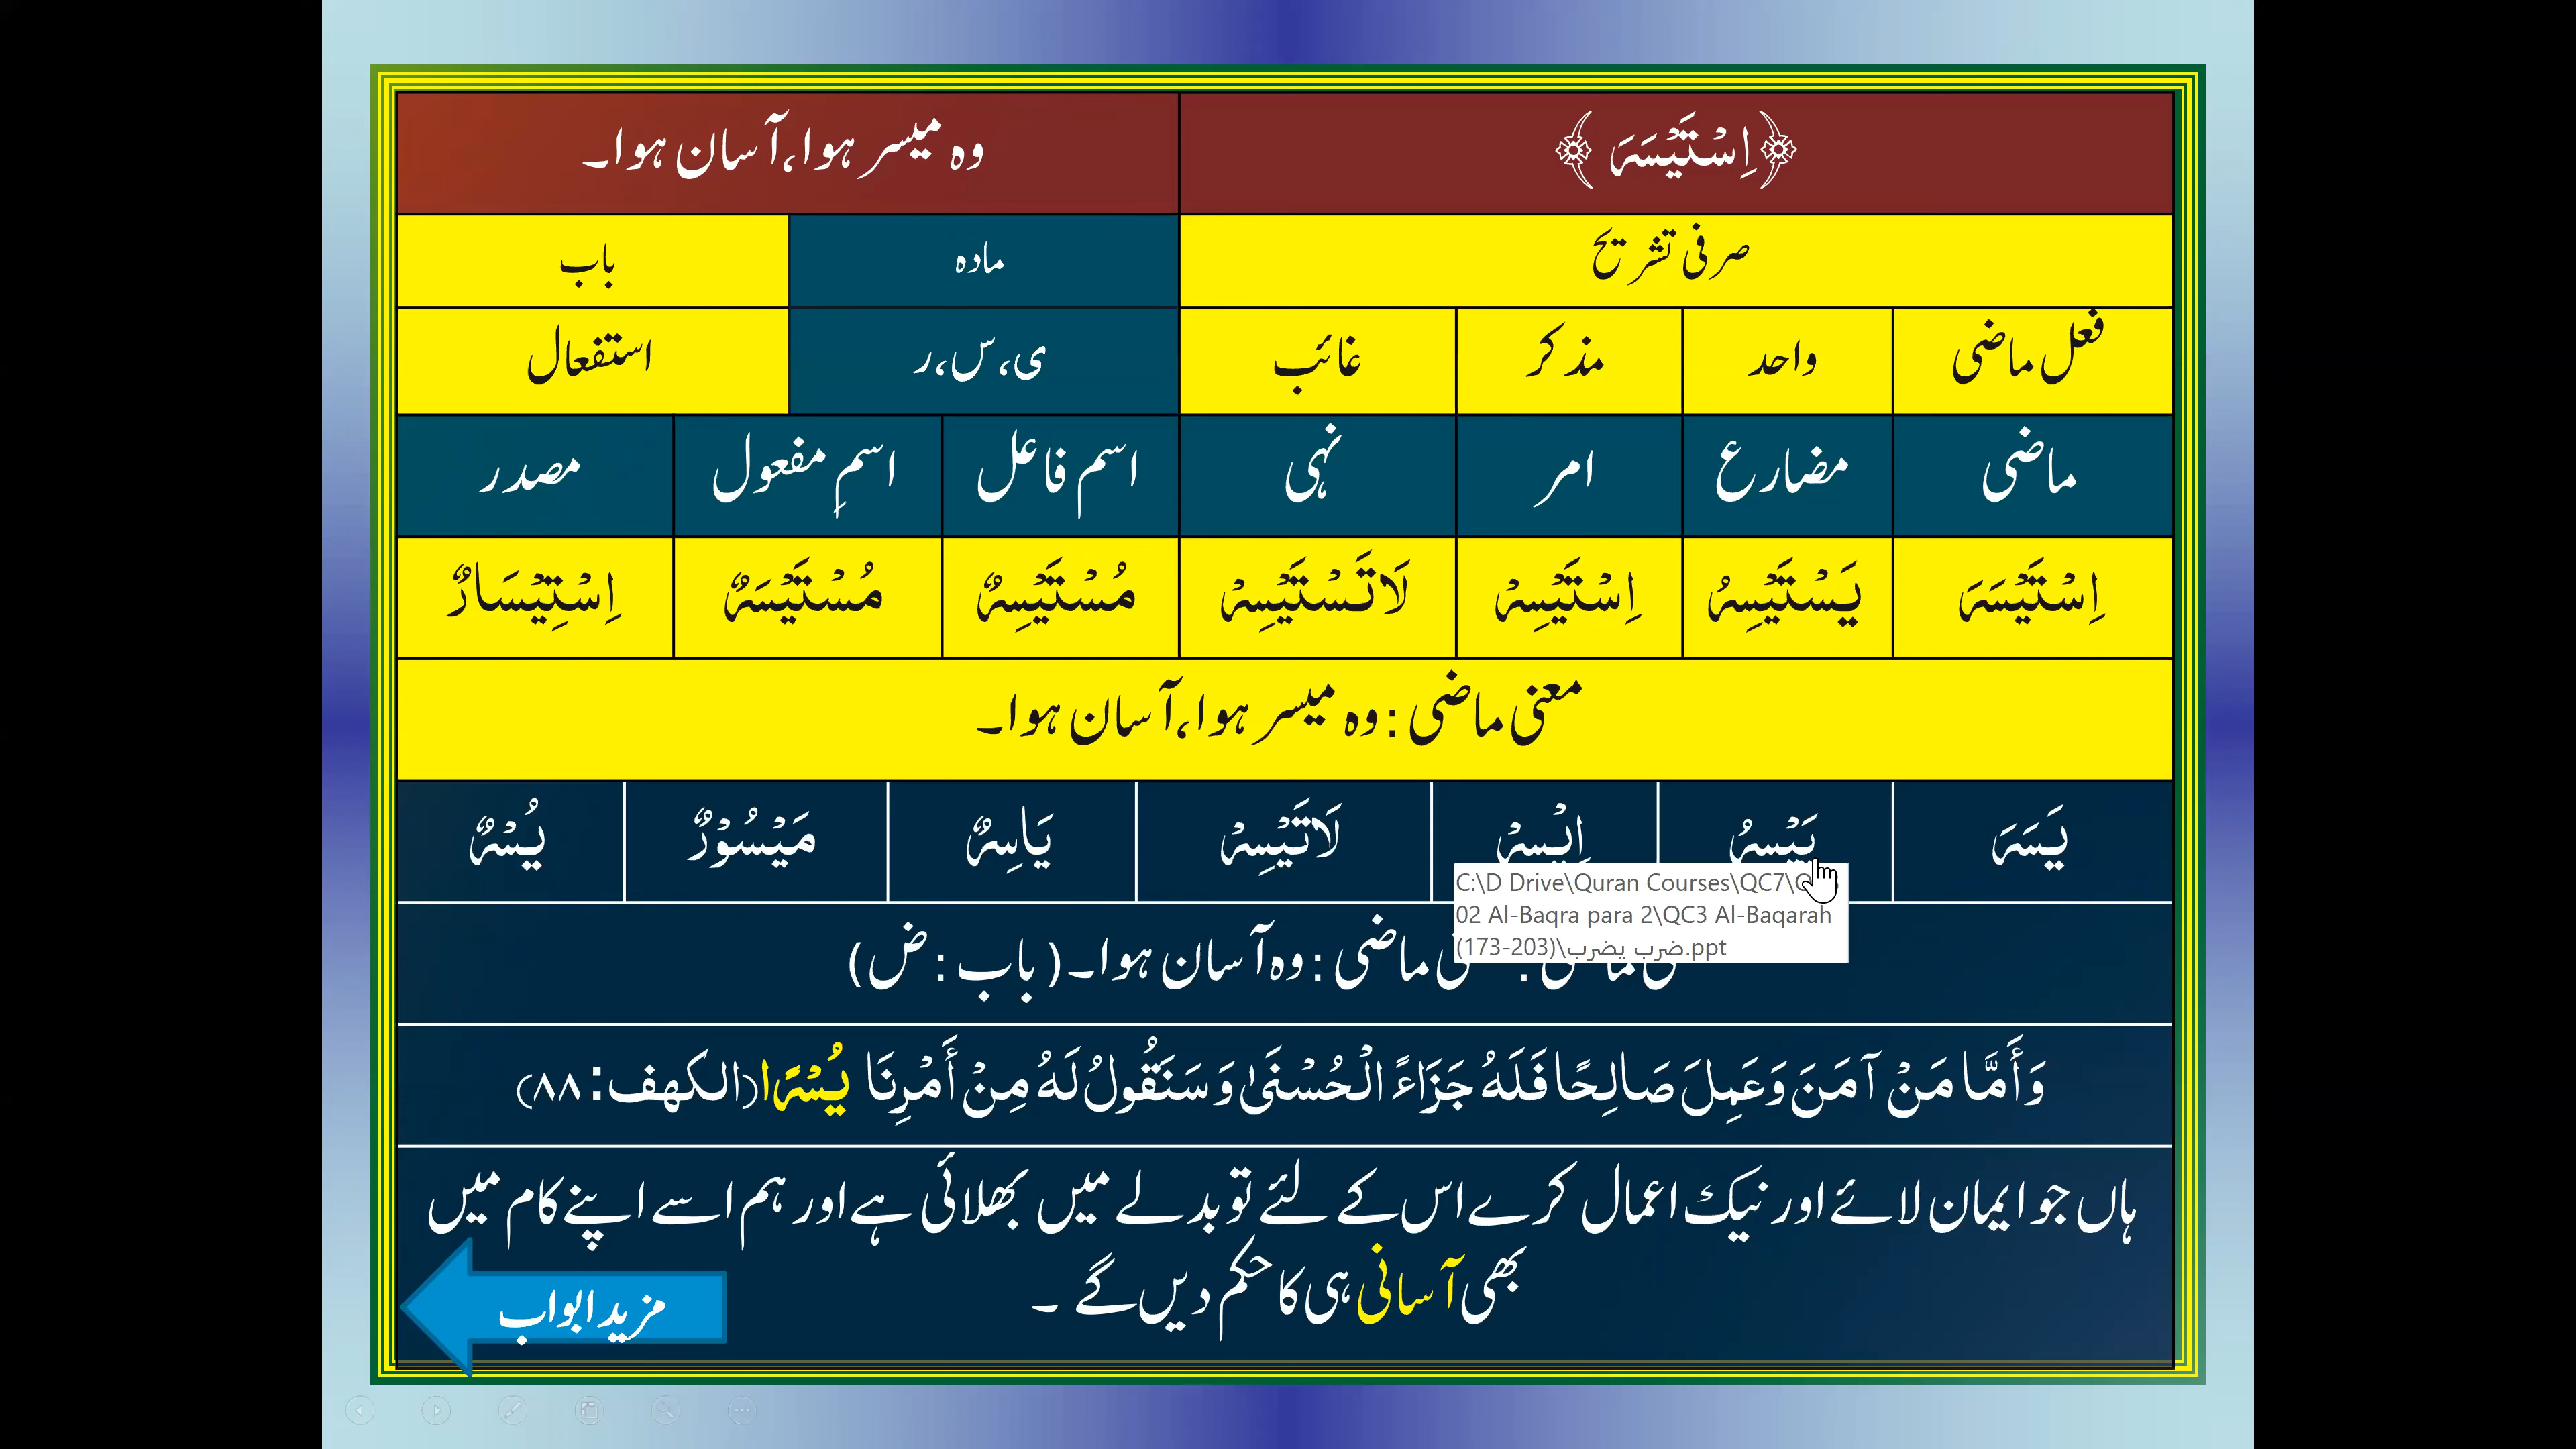 ﴿اِسْتَيْسَرَ﴾ وہ میسر ہوا،آسان ہوا۔
صرفی تشریح مادہ باب
فعل ماضی واحد مذکر غائب ی،س،ر استفعال
ماضی مضارع امر نہی اسم فاعل اسمِ مفعول مصدر
اِسْتَيْسَرَ يَسْتَيْسِرُ اِسْتَيْسِرْ لَا تَسْتَيْسِرْ مُسْتَيْسِرٌ مُسْتَيْسَرٌ اِسْتِيْسَارٌ
معنی ماضی : وہ میسر ہوا،آسان ہوا۔
يَسَرَ يَيْسِرُ اِيْسِرْ لَا تَيْسِرْ يَاسِرٌ مَيْسُوْرٌ يُسْرٌ
C:\D Drive\Quran Courses\QC7\Q
02 Al-Baqra para 2\QC3 Al-Baqarah
(173-203)\ضرب یضرب.ppt
ماضی : وہ آسان ہوا۔ (باب : ض)
وَأَمَّا مَنْ آمَنَ وَعَمِلَ صَالِحًا فَلَهُ جَزَاءً الْحُسْنَىٰ وَسَنَقُولُ لَهُ مِنْ أَمْرِنَا يُسْرًا (الكهف: ٨٨)
ہاں جو ایمان لائے اور نیک اعمال کرے اس کے لئے تو بدلے میں بھلائی ہے اور ہم اسے اپنے کام میں
بھی آسانی ہی کا حکم دیں گے ۔
مزید ابواب